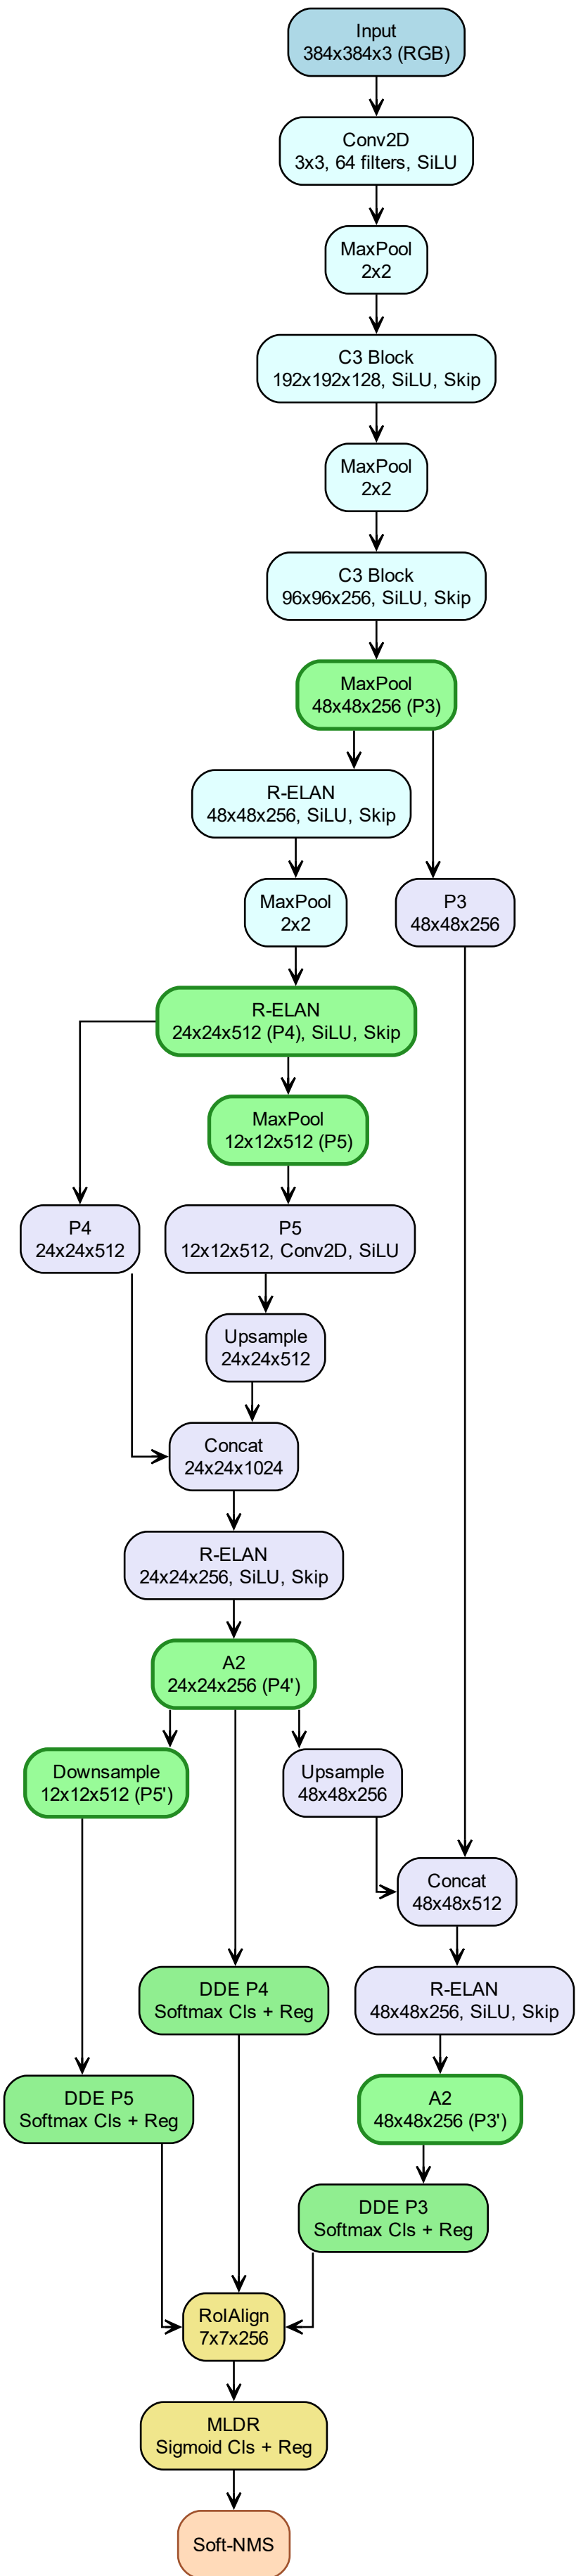 Input
384x384x3 (RGB)
Conv2D
3x3, 64 filters, SiLU
MaxPool
2x2
C3 Block
192x192x128, SiLU, Skip
MaxPool
2x2
C3 Block
96x96x256, SiLU, Skip
MaxPool
48x48x256 (P3)
R-ELAN
48x48x256, SiLU, Skip
MaxPool
2x2
P3
48x48x256
R-ELAN
24x24x512 (P4), SiLU, Skip
MaxPool
12x12x512 (P5)
P4
24x24x512
P5
12x12x512, Conv2D, SiLU
Upsample
24x24x512
Concat
24x24x1024
R-ELAN
24x24x256, SiLU, Skip
A2
24x24x256 (P4')
Downsample
12x12x512 (P5')
Upsample
48x48x256
Concat
48x48x512
DDE P4
Softmax Cls + Reg
R-ELAN
48x48x256, SiLU, Skip
DDE P5
Softmax Cls + Reg
A2
48x48x256 (P3')
DDE P3
Softmax Cls + Reg
RoIAlign
7x7x256
MLDR
Sigmoid Cls + Reg
Soft-NMS